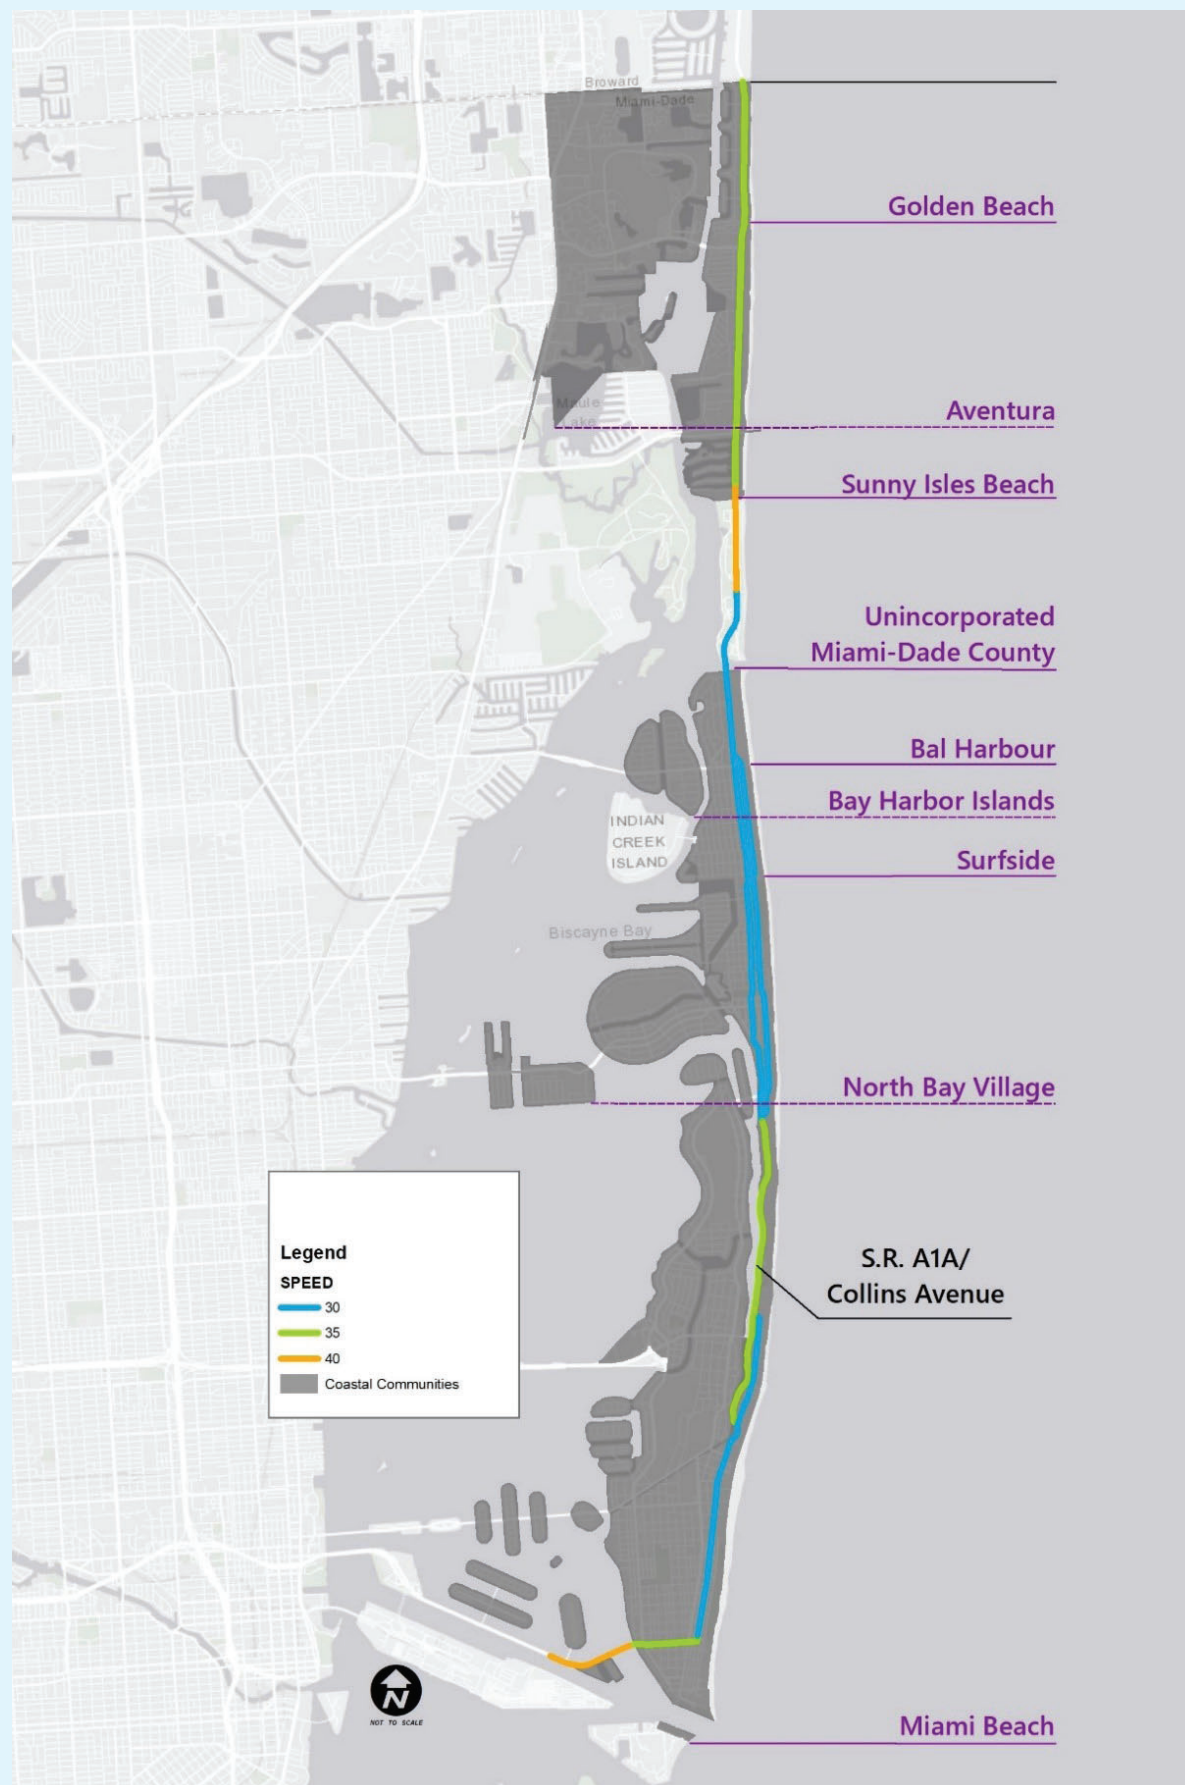 Broward
Miami-Dade
Golden Beach
Aventura
Maule
Lake
Sunny Isles Beach
Unincorporated
Miami-Dade County
Bal Harbour
Bay Harbor Islands
INDIAN
CREEK
ISLAND
Surfside
Biscayne Bay
North Bay Village
S.R. A1A/
Collins Avenue
Legend
SPEED
30
35
40
Coastal Communities
N
NOT TO SCALE
Miami Beach